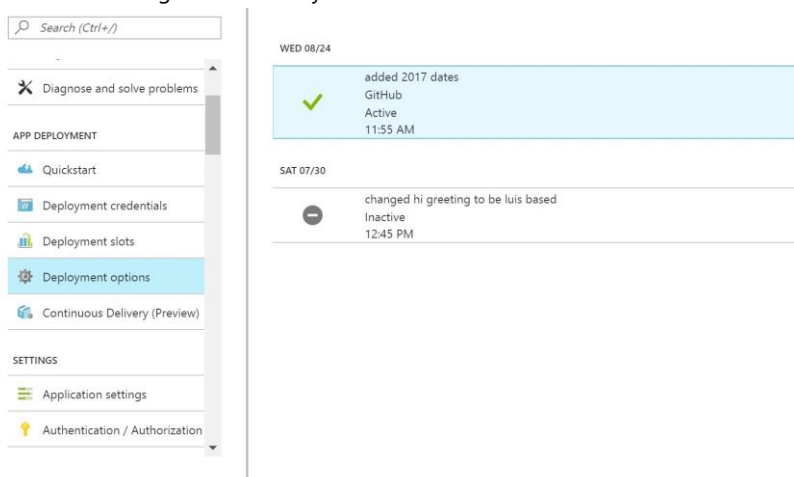 Search (Ctrl+/)
Diagnose and solve problems
APP DEPLOYMENT
Quickstart
Deployment credentials
Deployment slots
Deployment options
Continuous Delivery (Preview)
SETTINGS
Application settings
Authentication / Authorization
WED 08/24
added 2017 dates
GitHub
Active
11:55 AM
SAT 07/30
changed hi greeting to be luis based
Inactive
12:45 PM